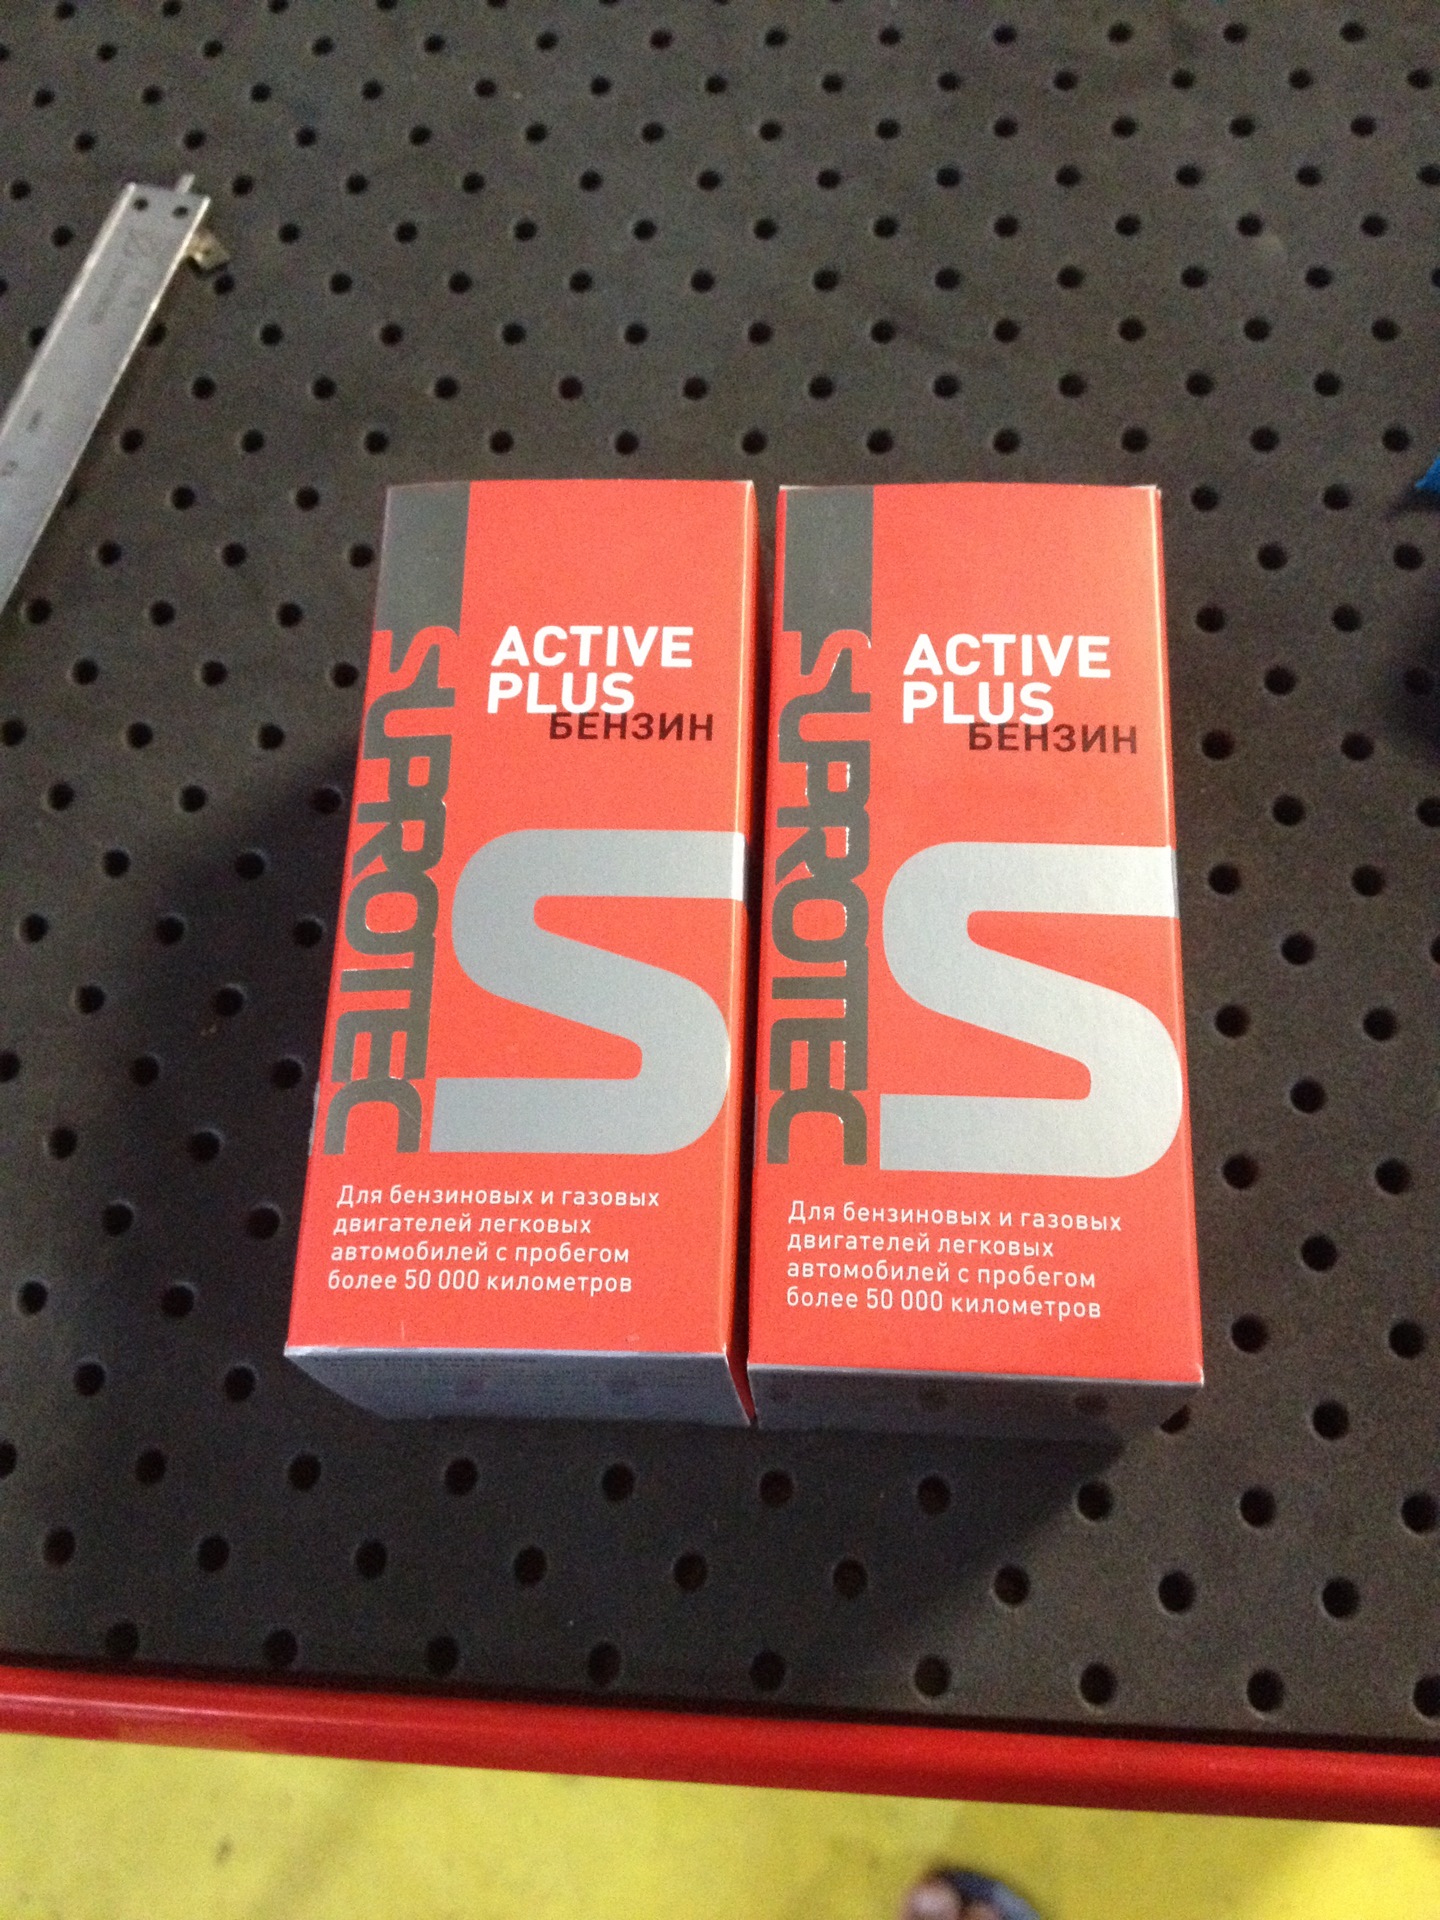 SUPROTEC
ACTIVE
PLUS
БЕНЗИН
S
Для бензиновых и газовых
двигателей легковых
автомобилей с пробегом
более 50 000 километров
SUPROTEC
ACTIVE
PLUS
БЕНЗИН
S
Для бензиновых и газовых
двигателей легковых
автомобилей с пробегом
более 50 000 километров